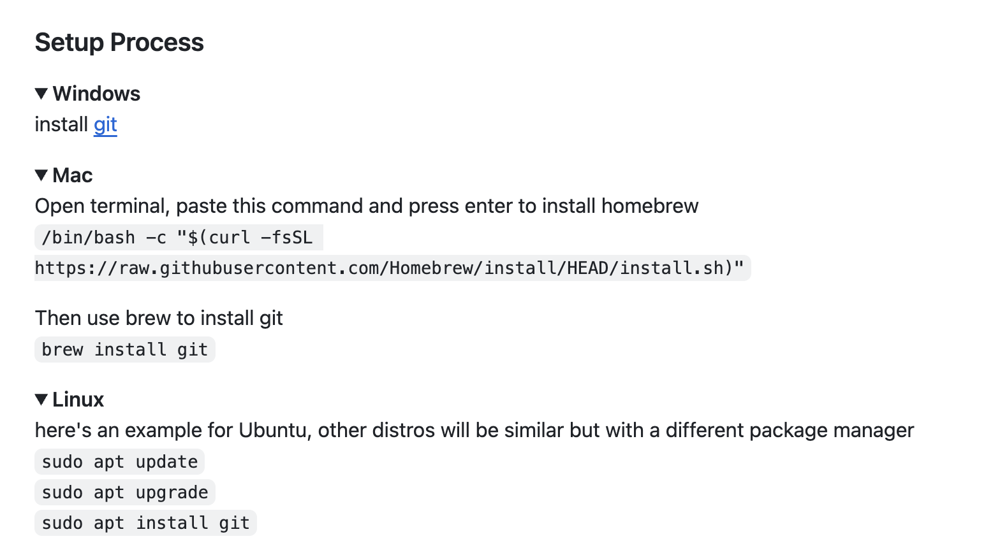 Setup Process
Windows
install git
Mac
Open terminal, paste this command and press enter to install homebrew
/bin/bash -c "$(curl -fsSL
https://raw.githubusercontent.com/Homebrew/install/HEAD/install.sh)"
Then use brew to install git
brew install git
Linux
here's an example for Ubuntu, other distros will be similar but with a different package manager
sudo apt update
sudo apt upgrade
sudo apt install git